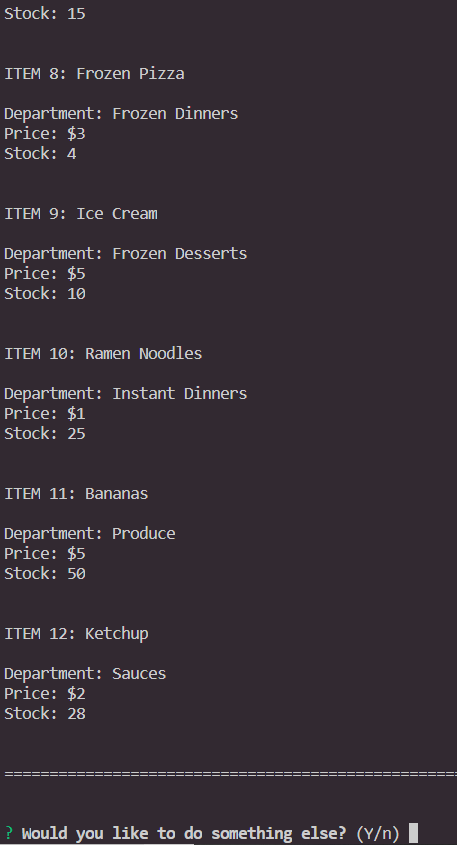 Stock: 15
ITEM 8: Frozen Pizza
Department: Frozen Dinners
Price: $3
Stock: 4
ITEM 9: Ice Cream
Department: Frozen Desserts
Price: $5
Stock: 10
ITEM 10: Ramen Noodles
Department: Instant Dinners
Price: $1
Stock: 25
ITEM 11: Bananas
Department: Produce
Price: $5
Stock: 50
ITEM 12: Ketchup
Department: Sauces
Price: $2
Stock: 28
==================================================
? Would you like to do something else? (Y/n)